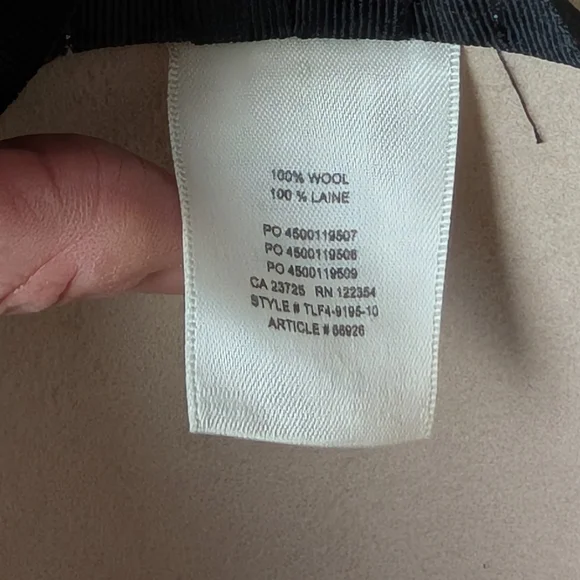 100% WOOL
100 % LAINE
PO 4500119507
PO 4500119508
PO 4500119509
CA 23725 RN 122354
STYLE # TLF4-9195-10
ARTICLE # 68926